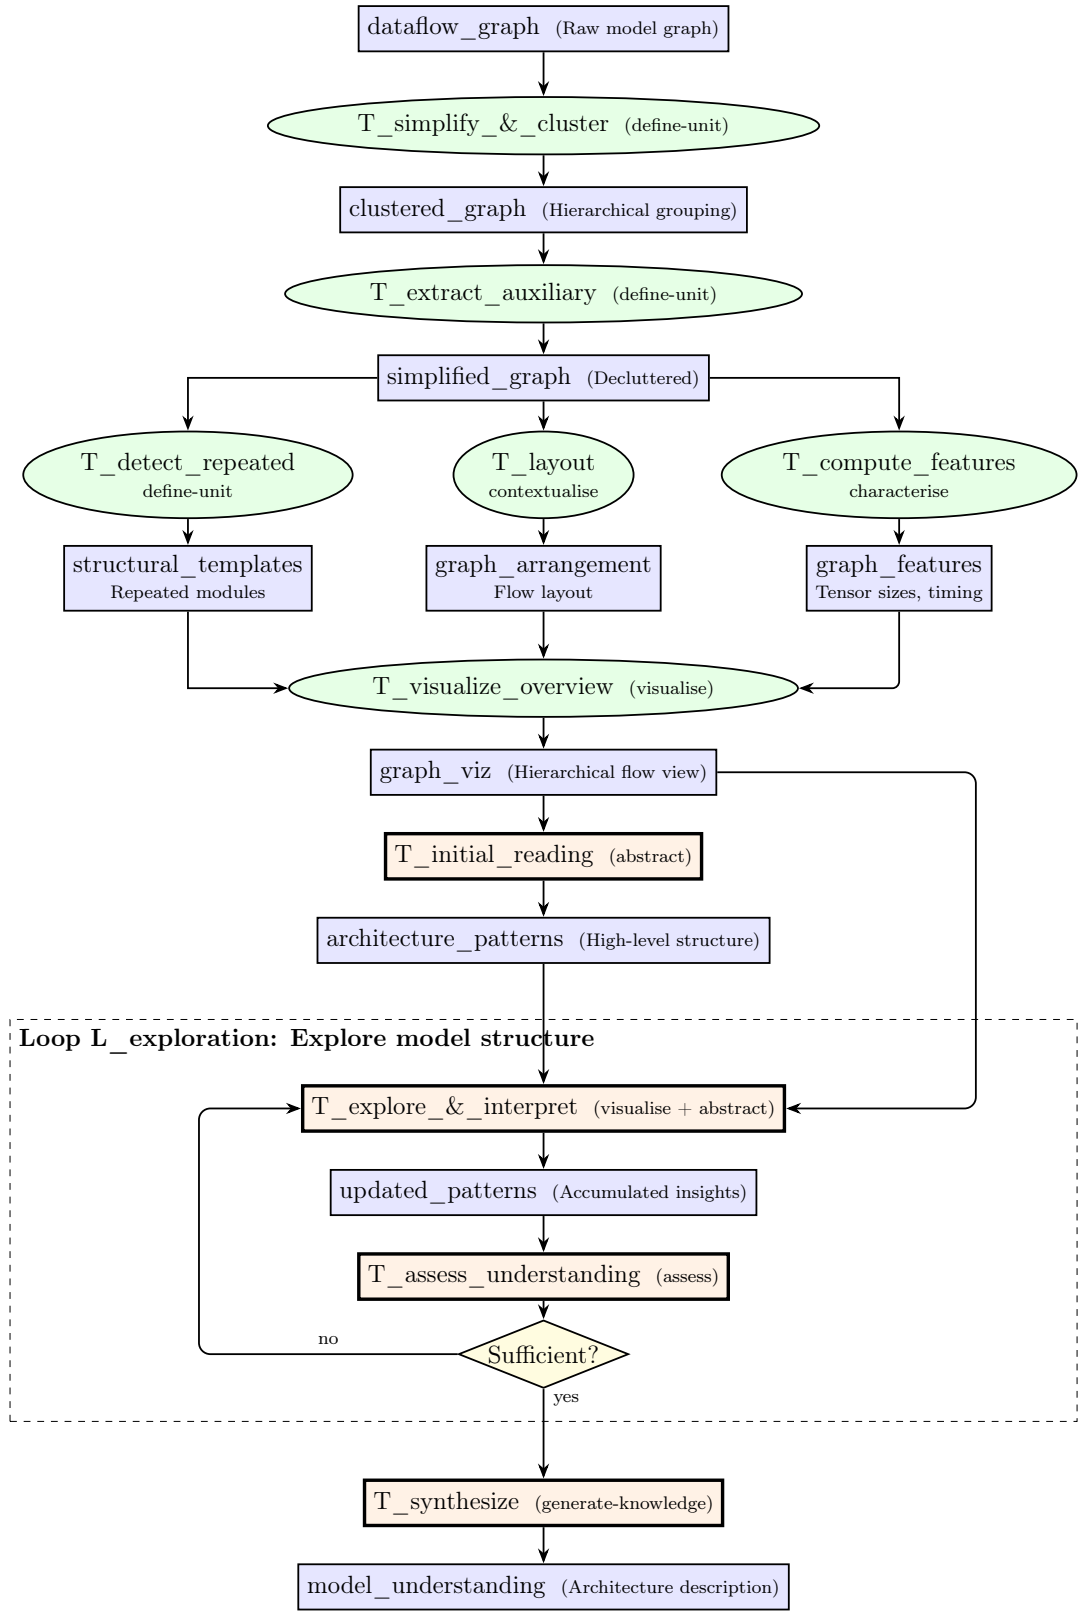 dataflow_graph (Raw model graph)
T_simplify_&_cluster (define-unit)
clustered_graph (Hierarchical grouping)
T_extract_auxiliary (define-unit)
simplified_graph (Decluttered)
T_detect_repeated
define-unit
T_layout
contextualise
T_compute_features
characterise
structural_templates
Repeated modules
graph_arrangement
Flow layout
graph_features
Tensor sizes, timing
T_visualize_overview (visualise)
graph_viz (Hierarchical flow view)
T_initial_reading (abstract)
architecture_patterns (High-level structure)
Loop L_exploration: Explore model structure
T_explore_&_interpret (visualise + abstract)
updated_patterns (Accumulated insights)
T_assess_understanding (assess)
no
Sufficient?
yes
T_synthesize (generate-knowledge)
model_understanding (Architecture description)